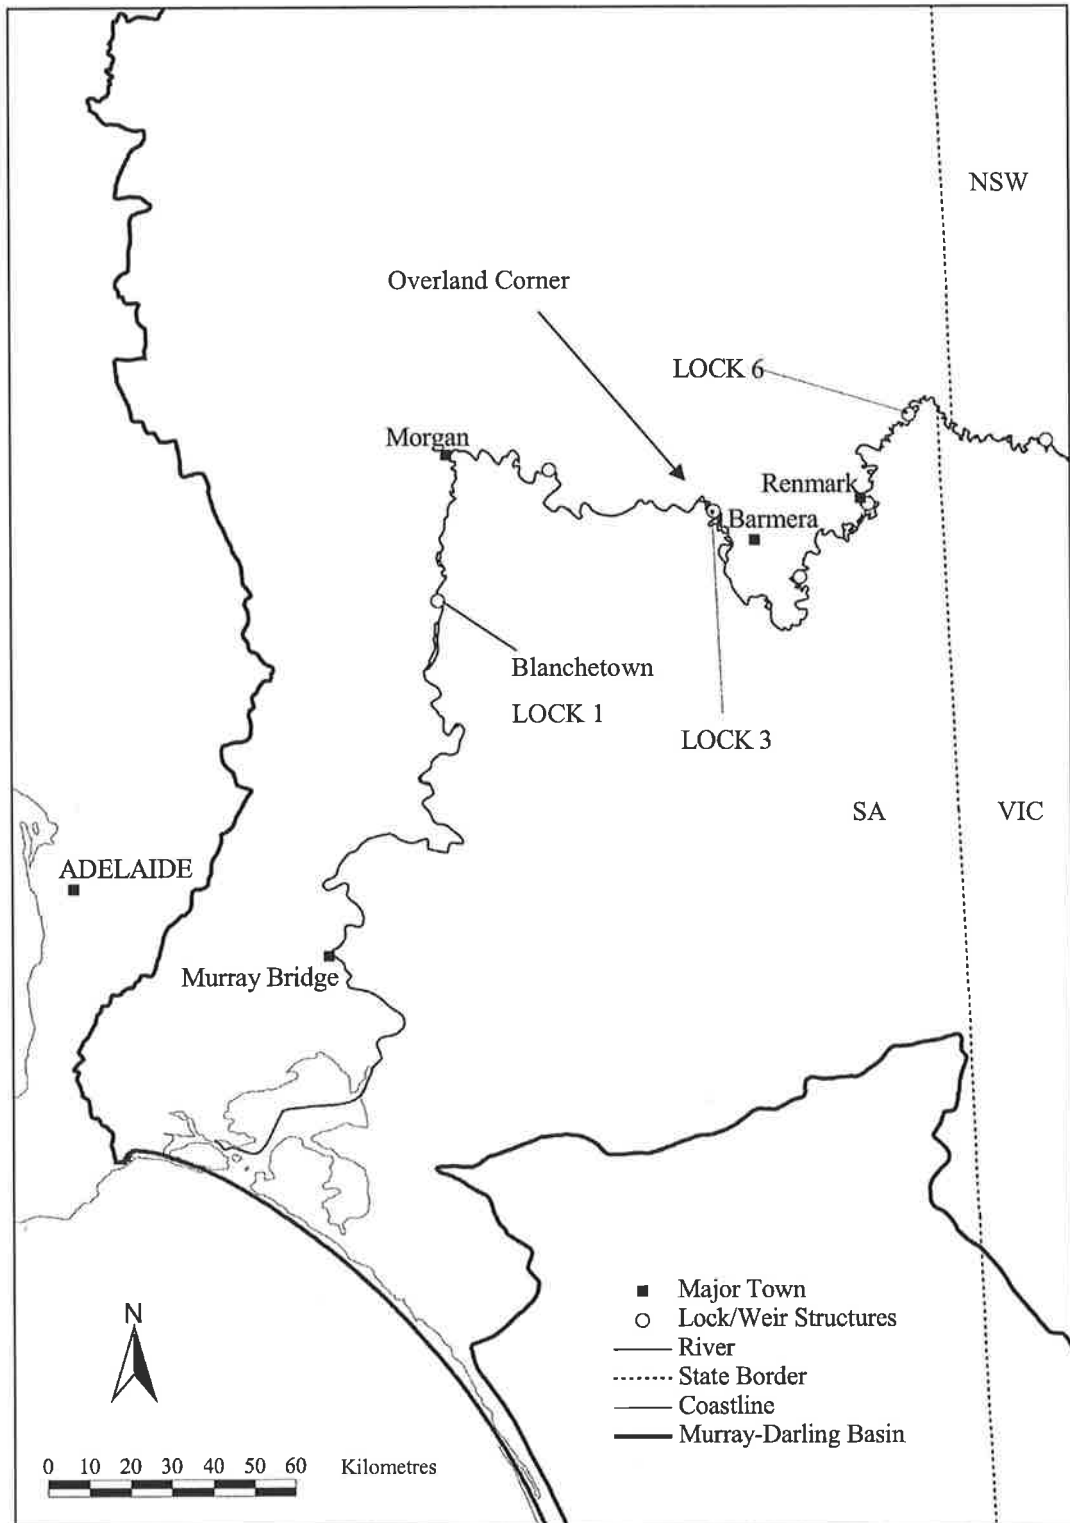 NSW
Overland Corner
LOCK 6
Morgan
Renmark
Barmera
Blanchetown
LOCK 1
LOCK 3
SA
VIC
ADELAIDE
Murray Bridge
Major Town
Lock/Weir Structures
River
State Border
Coastline
Murray-Darling Basin
N
0 10 20 30 40 50 60 Kilometres